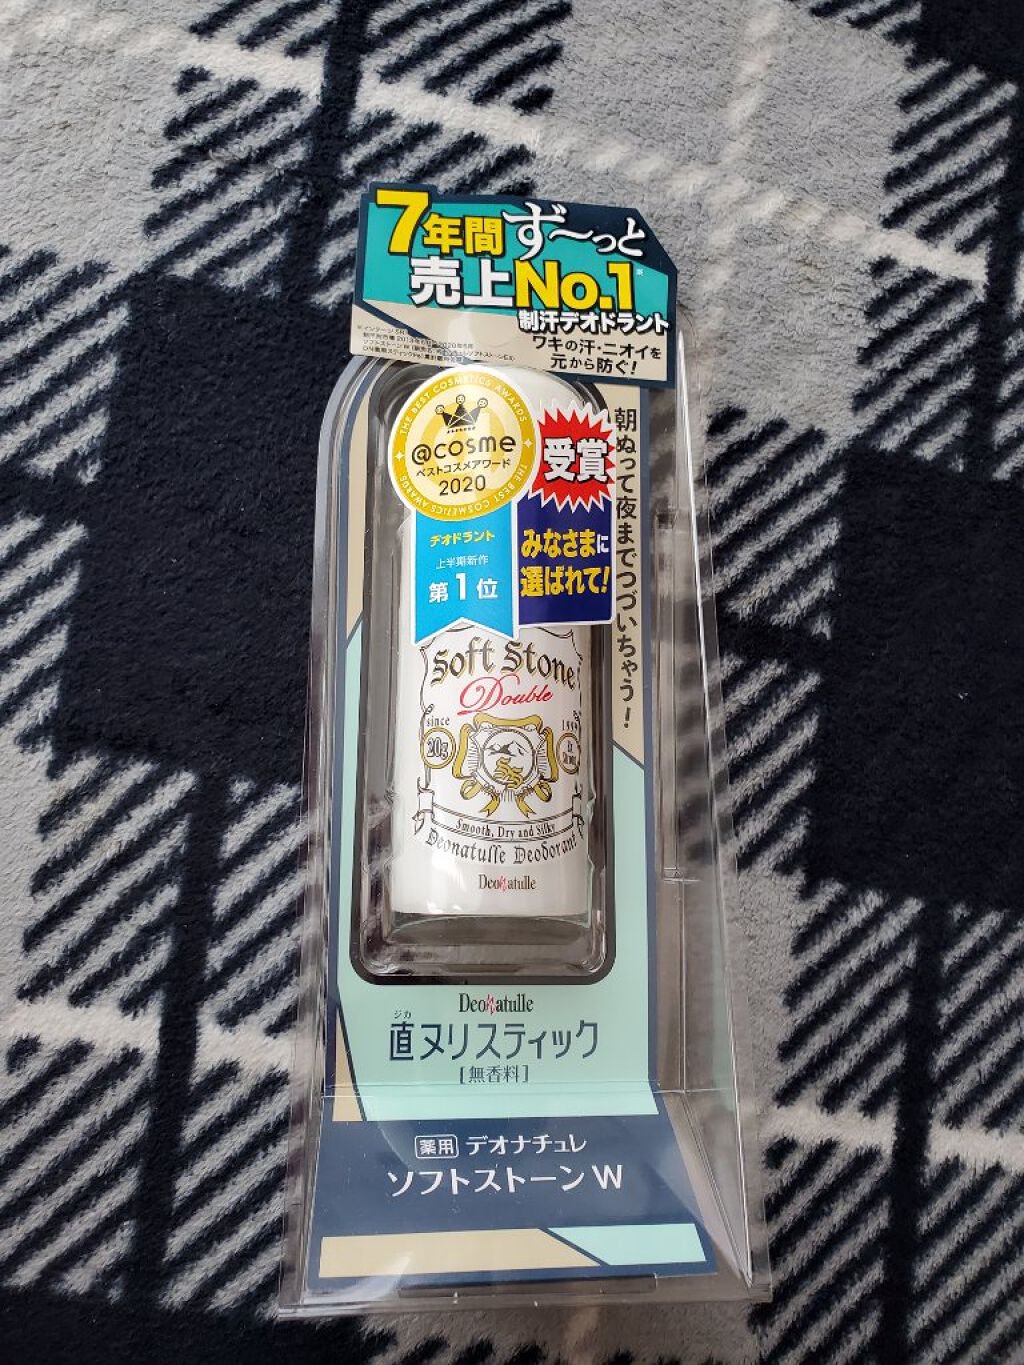 7年間ず〜っと
売上No.1※
制汗デオドラント
ワキの汗・ニオイを
元から防ぐ!
THE BEST COSMETICS AWARDS
@cosme
ベストコスメアワード
2020
THE BEST COSMETICS AWARDS
デオドラント
上半期新作
第1位
受賞
みなさまに
選ばれて!
朝ぬって夜までつづいちゃう!
Soft Stone
Double
since
1999
20g
SS
Smooth, Dry and Silky
Deonatulle Deodorant
Deonatulle
Deonatulle
ジカ
直ヌリスティック
[無香料]
薬用 デオナチュレ
ソフトストーンW